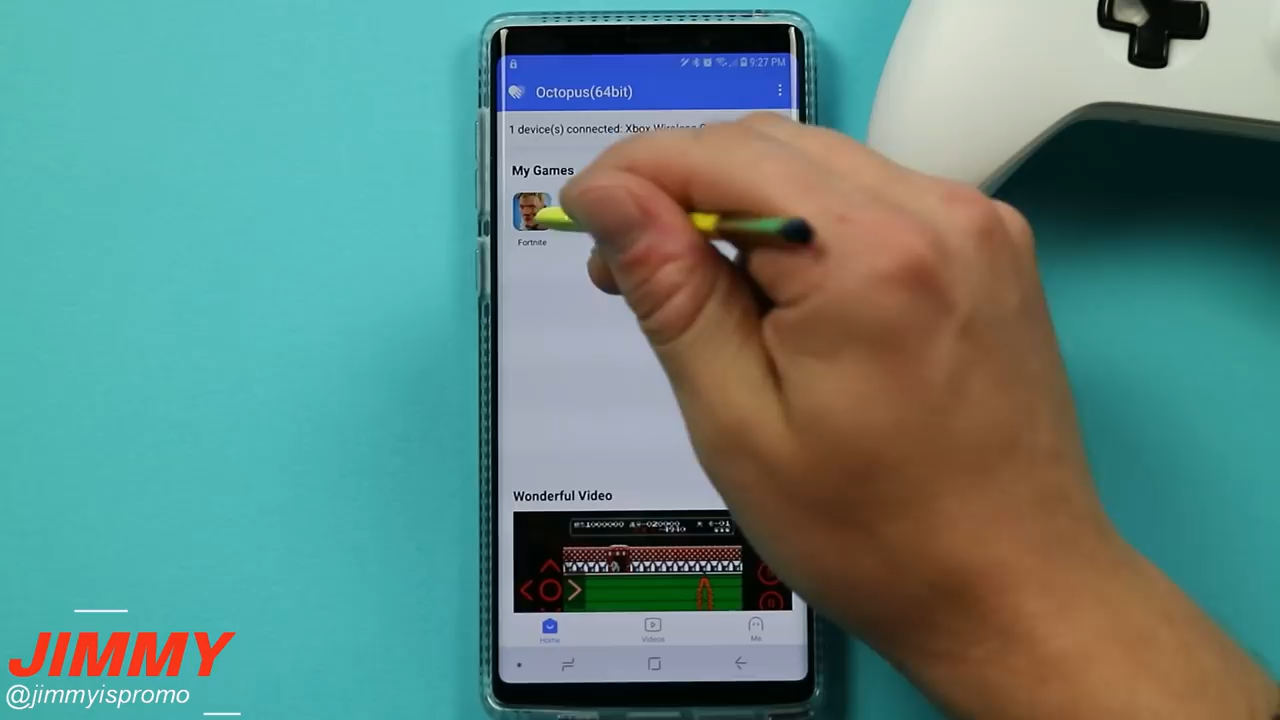 9:27 PM
Octopus(64bit)
1 device(s) connected: Xbox Wireless
My Games
Fortnite
Wonderful Video
Home
Videos
Me
JIMMY
@jimmyispromo